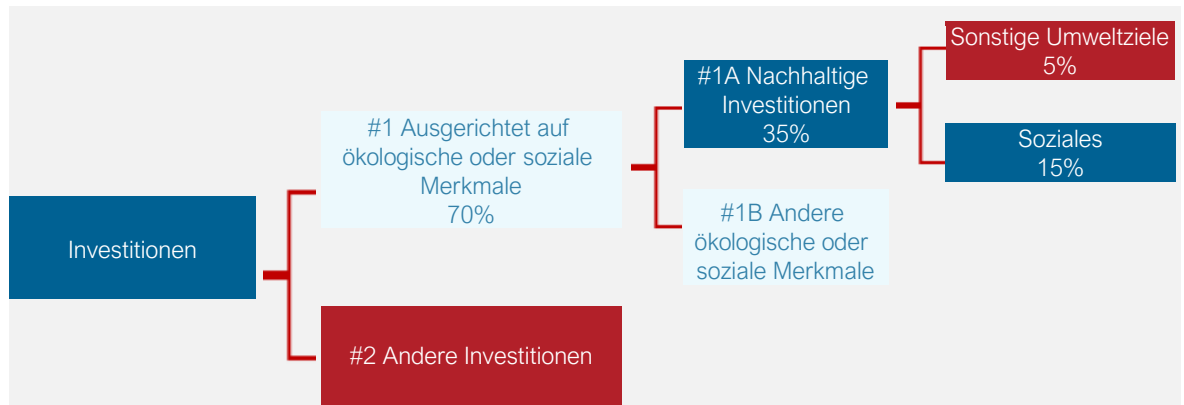 Investitionen
#1 Ausgerichtet auf
ökologische oder soziale
Merkmale
70%
#2 Andere Investitionen
#1A Nachhaltige
Investitionen
35%
#1B Andere
ökologische oder
soziale Merkmale
Sonstige Umweltziele
5%
Soziales
15%